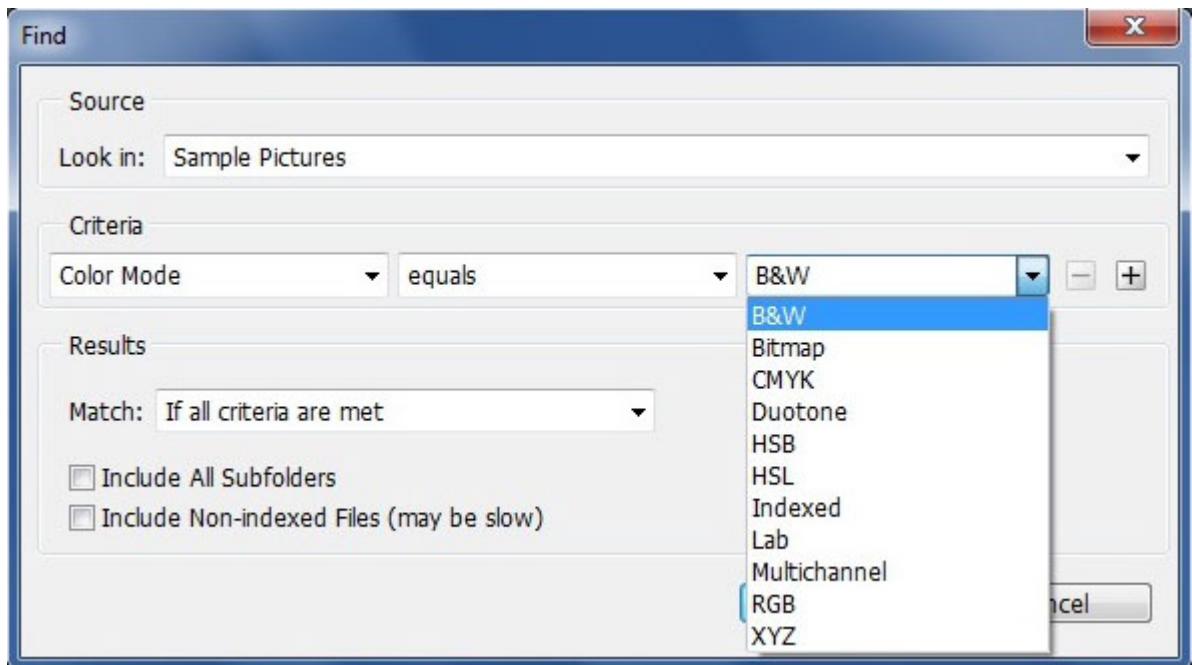 Find
Source
Look in: Sample Pictures
Criteria
Color Mode equals B&W
B&W
Bitmap
CMYK
Duotone
HSB
HSL
Indexed
Lab
Multichannel
RGB
XYZ
Results
Match: If all criteria are met
Include All Subfolders
Include Non-indexed Files (may be slow)